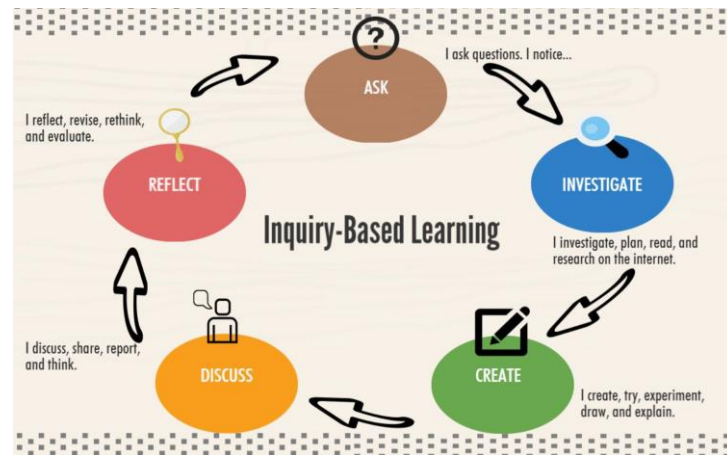 ?
ASK
I ask questions. I notice...
INVESTIGATE
I investigate, plan, read, and
research on the internet.
CREATE
I create, try, experiment,
draw, and explain.
DISCUSS
I discuss, share, report,
and think.
REFLECT
I reflect, revise, rethink,
and evaluate.
Inquiry-Based Learning